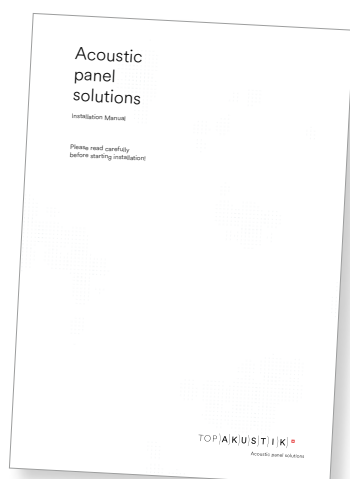 Acoustic
panel
solutions
Installation Manual
Please read carefully
before starting installation!
TOP|A|K|U|S|T|I|K
Acoustic panel solutions